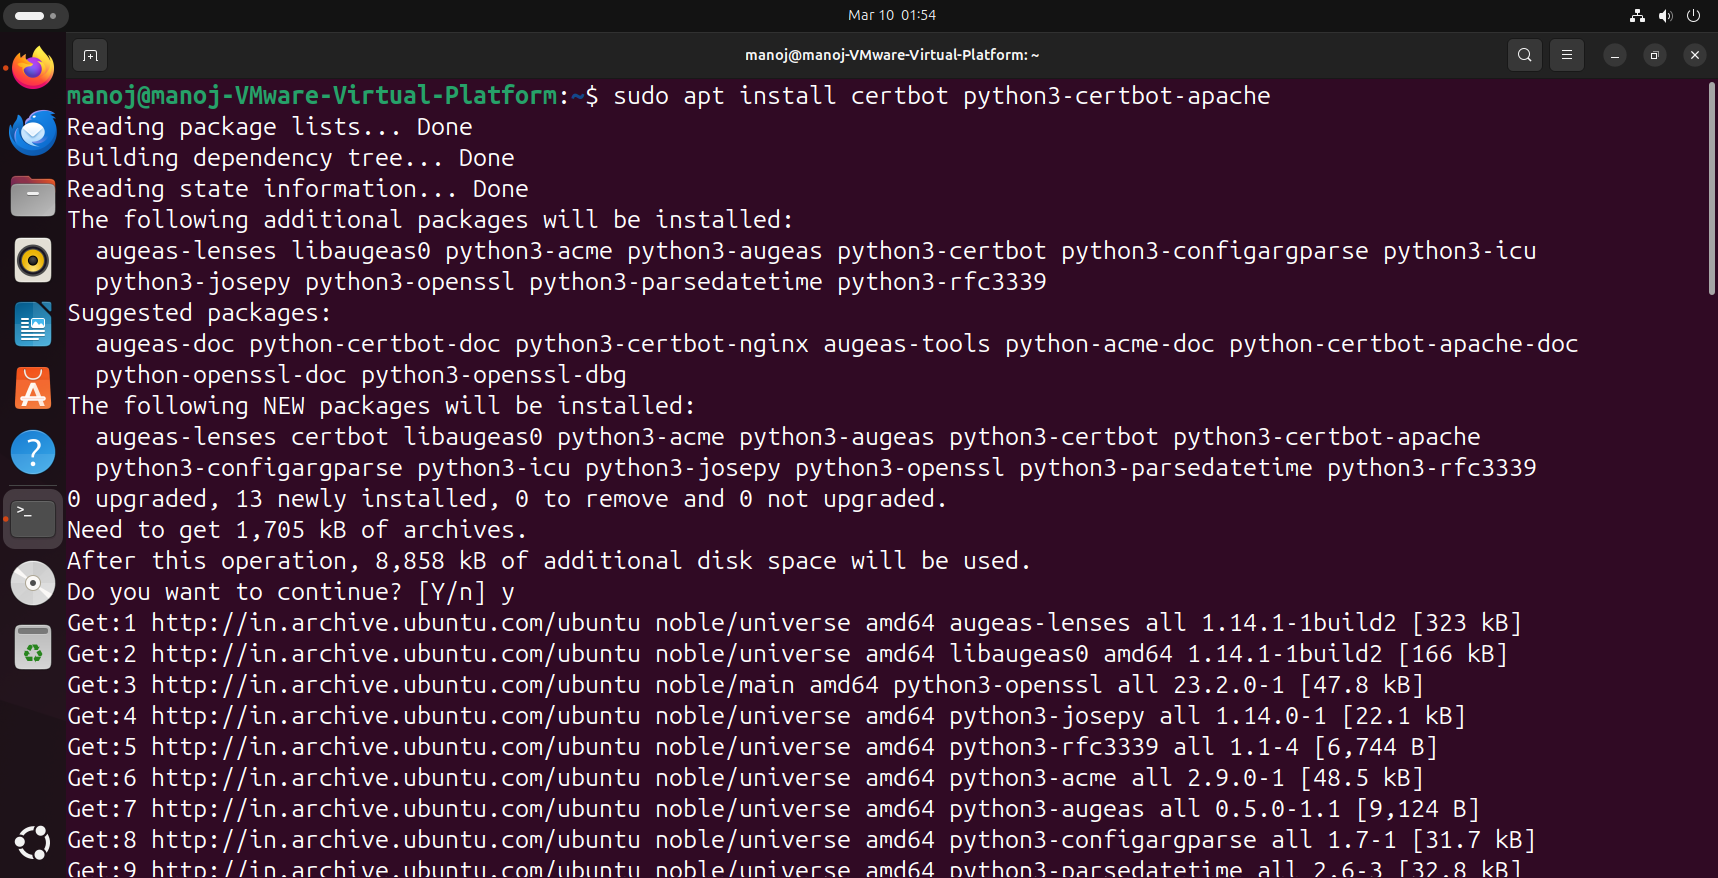 Mar 10 01:54
manoj@manoj-VMware-Virtual-Platform: ~
manoj@manoj-VMware-Virtual-Platform:~$ sudo apt install certbot python3-certbot-apache
Reading package lists... Done
Building dependency tree... Done
Reading state information... Done
The following additional packages will be installed:
  augeas-lenses libaugeas0 python3-acme python3-augeas python3-certbot python3-configargparse python3-icu
  python3-josepy python3-openssl python3-parsedatetime python3-rfc3339
Suggested packages:
  augeas-doc python-certbot-doc python3-certbot-nginx augeas-tools python-acme-doc python-certbot-apache-doc
  python-openssl-doc python3-openssl-dbg
The following NEW packages will be installed:
  augeas-lenses certbot libaugeas0 python3-acme python3-augeas python3-certbot python3-certbot-apache
  python3-configargparse python3-icu python3-josepy python3-openssl python3-parsedatetime python3-rfc3339
0 upgraded, 13 newly installed, 0 to remove and 0 not upgraded.
Need to get 1,705 kB of archives.
After this operation, 8,858 kB of additional disk space will be used.
Do you want to continue? [Y/n] y
Get:1 http://in.archive.ubuntu.com/ubuntu noble/universe amd64 augeas-lenses all 1.14.1-1build2 [323 kB]
Get:2 http://in.archive.ubuntu.com/ubuntu noble/universe amd64 libaugeas0 amd64 1.14.1-1build2 [166 kB]
Get:3 http://in.archive.ubuntu.com/ubuntu noble/main amd64 python3-openssl all 23.2.0-1 [47.8 kB]
Get:4 http://in.archive.ubuntu.com/ubuntu noble/universe amd64 python3-josepy all 1.14.0-1 [22.1 kB]
Get:5 http://in.archive.ubuntu.com/ubuntu noble/universe amd64 python3-rfc3339 all 1.1-4 [6,744 B]
Get:6 http://in.archive.ubuntu.com/ubuntu noble/universe amd64 python3-acme all 2.9.0-1 [48.5 kB]
Get:7 http://in.archive.ubuntu.com/ubuntu noble/universe amd64 python3-augeas all 0.5.0-1.1 [9,124 B]
Get:8 http://in.archive.ubuntu.com/ubuntu noble/universe amd64 python3-configargparse all 1.7-1 [31.7 kB]
Get:9 http://in.archive.ubuntu.com/ubuntu noble/universe amd64 python3-parsedatetime all 2.6-3 [32.8 kB]